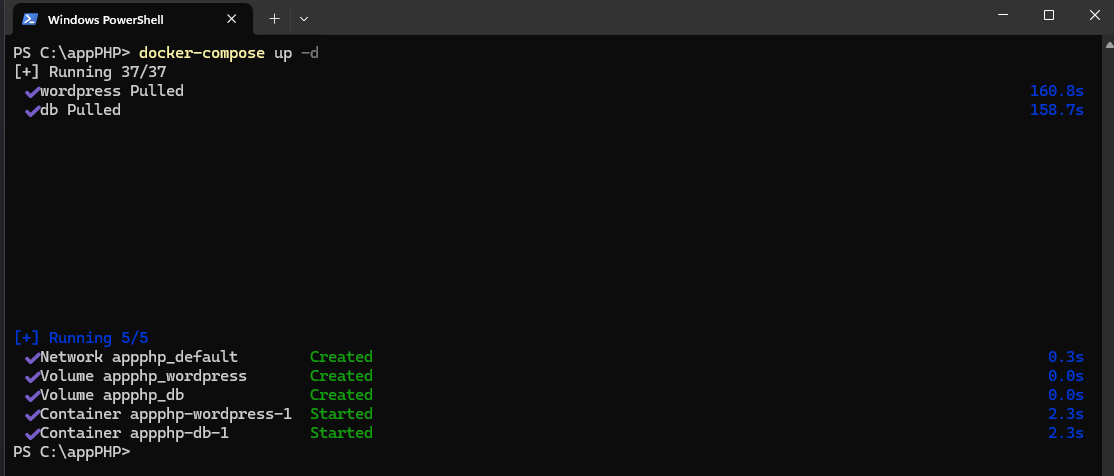 Windows PowerShell
PS C:\appPHP> docker-compose up -d
[+] Running 37/37
✔wordpress Pulled 160.8s
✔db Pulled 158.7s
[+] Running 5/5
✔Network appphp_default Created 0.3s
✔Volume appphp_wordpress Created 0.0s
✔Volume appphp_db Created 0.0s
✔Container appphp-wordpress-1 Started 2.3s
✔Container appphp-db-1 Started 2.3s
PS C:\appPHP>